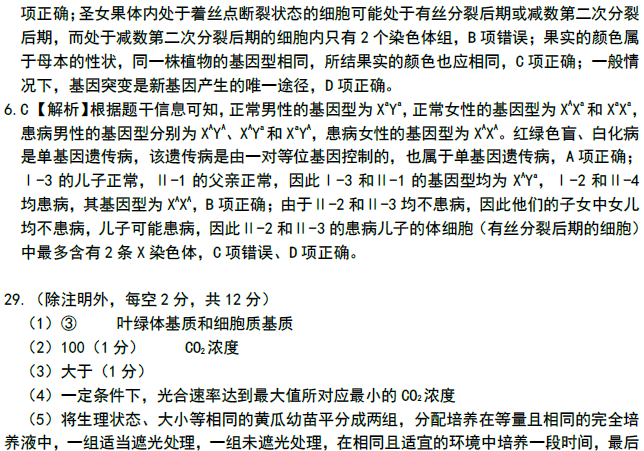 项正确；圣女果体内处于着丝点断裂状态的细胞可能处于有丝分裂后期或减数第二次分裂
后期，而处于减数第二次分裂后期的细胞内只有 2 个染色体组，B 项错误；果实的颜色属
于母本的性状，同一株植物的基因型相同，所结果实的颜色也应相同，C 项正确；一般情
况下，基因突变是新基因产生的唯一途径，D 项正确。
6.C【解析】根据题干信息可知，正常男性的基因型为 XᵃYᵃ，正常女性的基因型为 XᴬXᵃ和 XᵃXᵃ，
患病男性的基因型分别为 XᴬYᴬ、XᴬYᵃ和 XᵃYᴬ，患病女性的基因型为 XᴬXᴬ。红绿色盲、白化病
是单基因遗传病，该遗传病是由一对等位基因控制的，也属于单基因遗传病，A 项正确；
Ⅰ-3 的儿子正常，Ⅱ-1 的父亲正常，因此Ⅰ-3 和Ⅱ-1 的基因型均为 XᴬYᵃ，Ⅰ-2 和Ⅱ-4
均患病，其基因型为 XᴬXᴬ，B 项正确；由于Ⅱ-2 和Ⅱ-3 均不患病，因此他们的子女中女儿
均不患病，儿子可能患病，因此Ⅱ-2 和Ⅱ-3 的患病儿子的体细胞（有丝分裂后期的细胞）
中最多含有 2 条 X 染色体，C 项错误、D 项正确。
29.（除注明外，每空 2 分，共 12 分）
（1）③ 叶绿体基质和细胞质基质
（2）100（1 分） CO₂浓度
（3）大于（1 分）
（4）一定条件下，光合速率达到最大值所对应最小的 CO₂浓度
（5）将生理状态、大小等相同的黄瓜幼苗平分成两组，分配培养在等量且相同的完全培
养液中，一组适当遮光处理，一组未遮光处理，在相同且适宜的环境中培养一段时间，最后